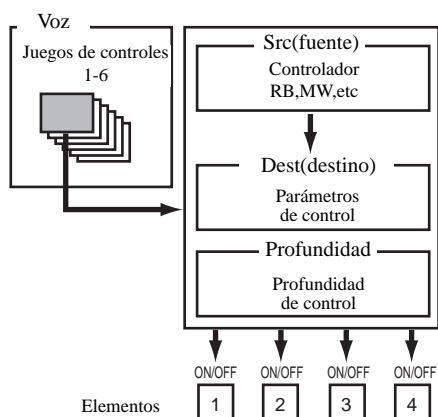 Voz
Juegos de controles
1-6
Src(fuente)
Controlador
RB,MW,etc
Dest(destino)
Parámetros
de control
Profundidad
Profundidad
de control
ON/OFF ON/OFF ON/OFF ON/OFF
Elementos 1 2 3 4